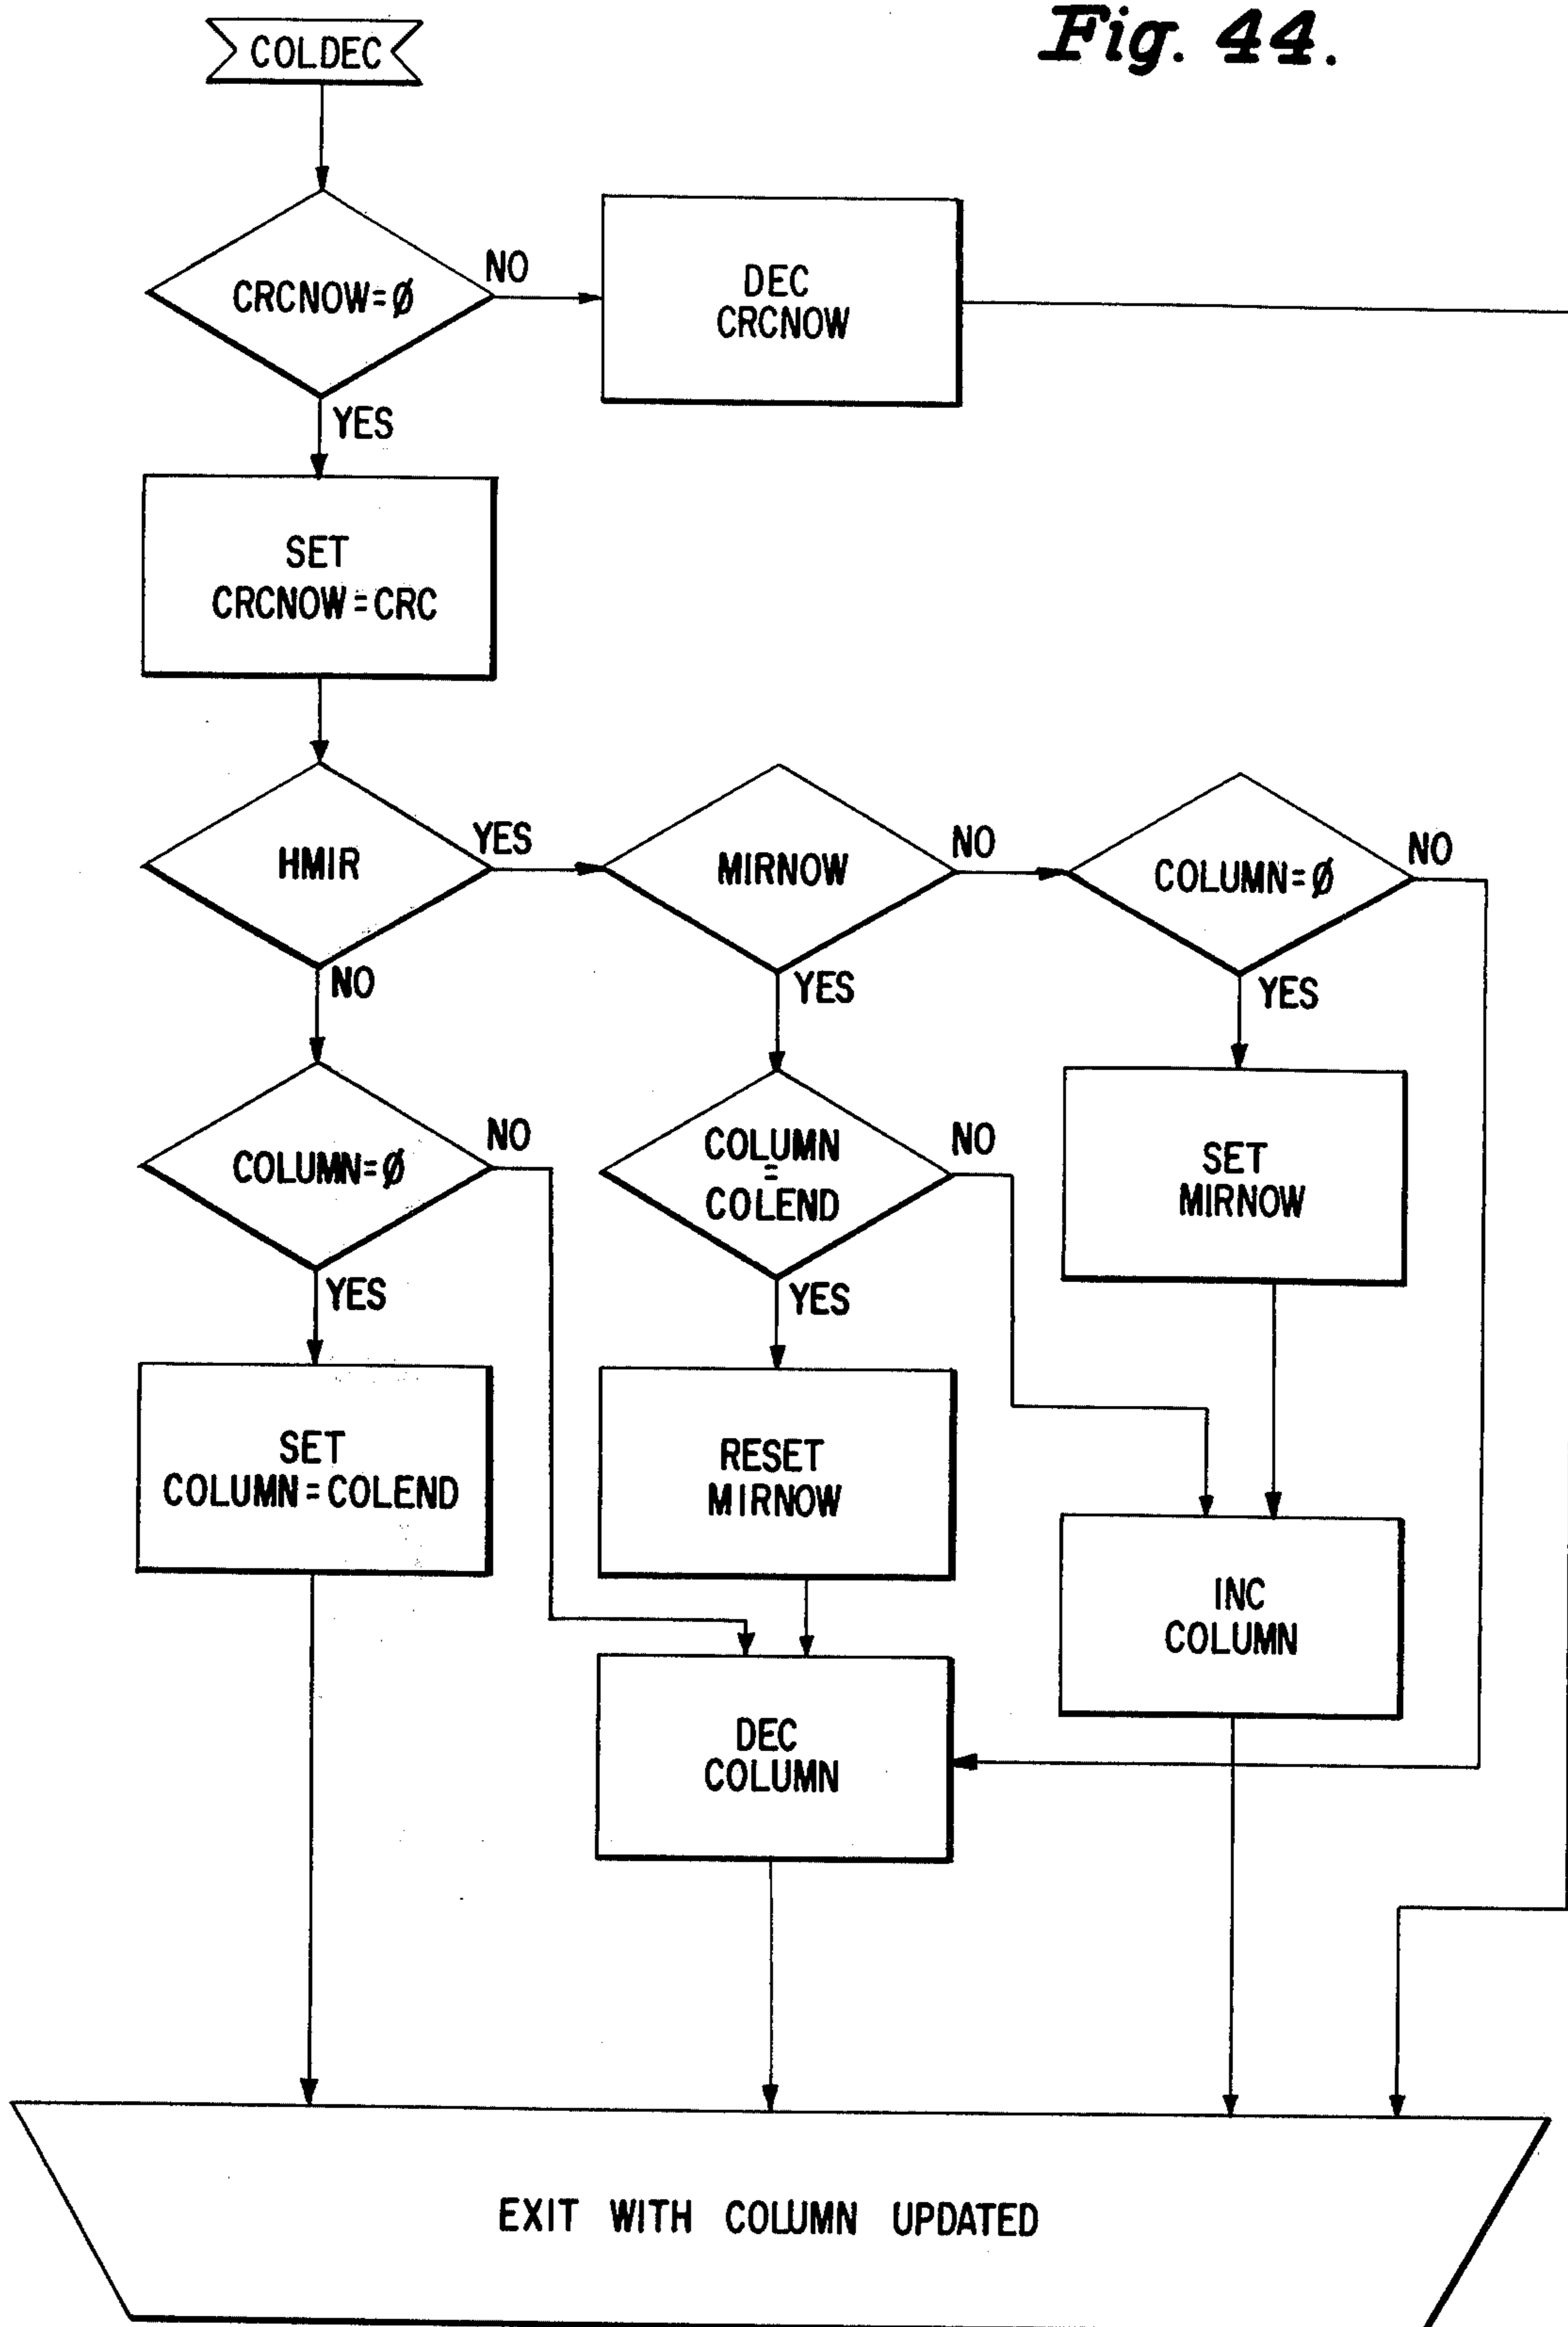 Fig. 44.
COLDEC
CRCNOW=Ø
NO
DEC
CRCNOW
YES
SET
CRCNOW=CRC
HMIR
YES
MIRNOW
NO
COLUMN=Ø
NO
NO
YES
YES
COLUMN=Ø
NO
COLUMN
=
COLEND
NO
SET
MIRNOW
YES
YES
SET
COLUMN=COLEND
RESET
MIRNOW
INC
COLUMN
DEC
COLUMN
EXIT WITH COLUMN UPDATED